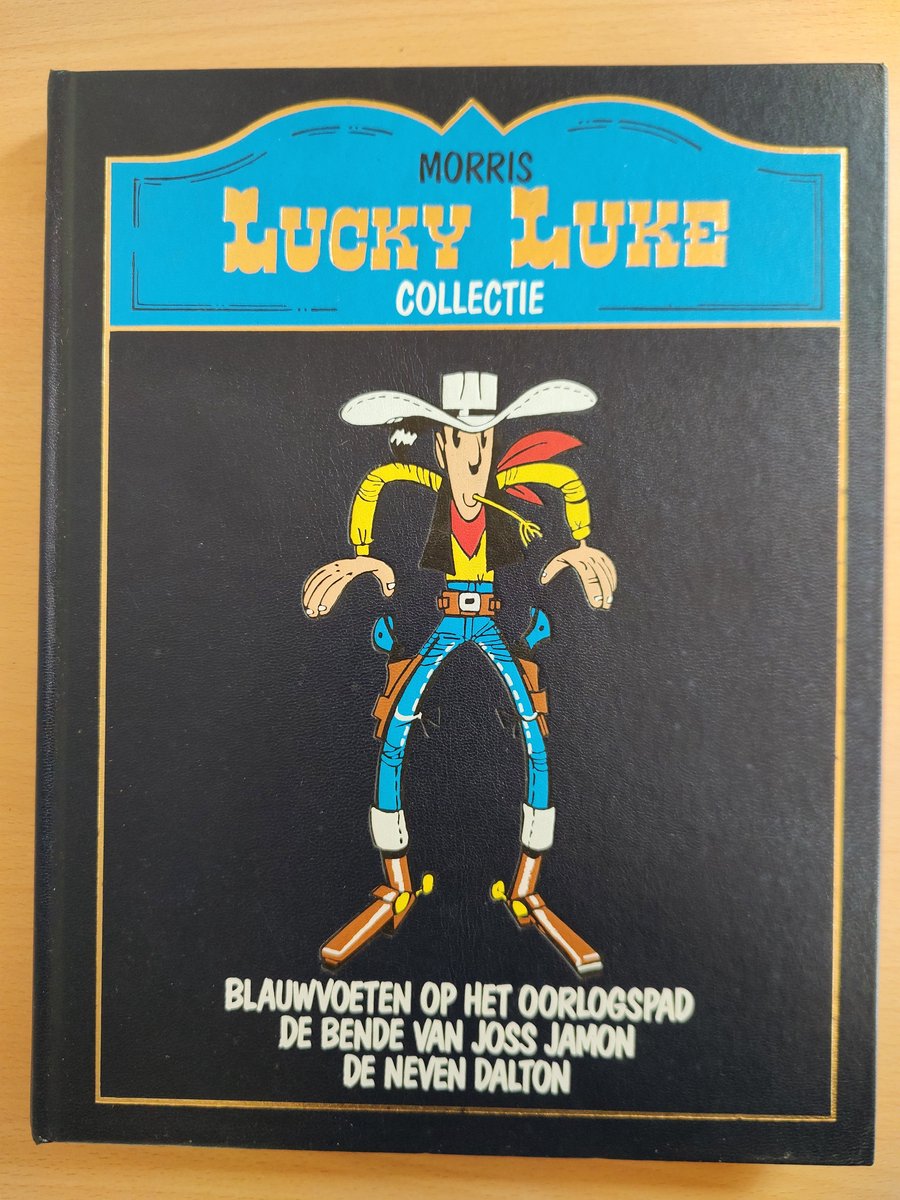 MORRIS
LUCKY LUKE
COLLECTIE
BLAUWVOETEN OP HET OORLOGSPAD
DE BENDE VAN JOSS JAMON
DE NEVEN DALTON